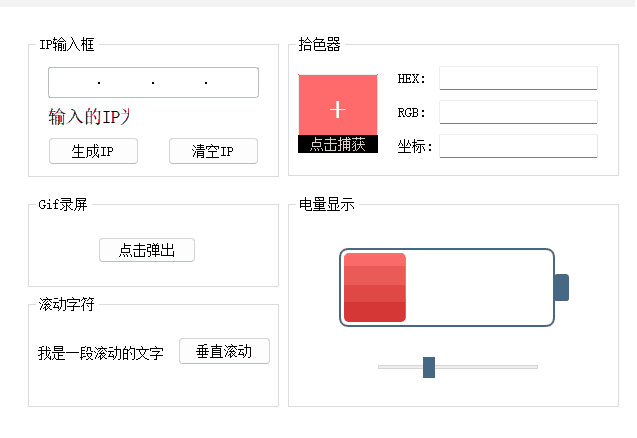 IP输入框
. . .
输入的IP为
生成IP 清空IP
拾色器
点击捕获
HEX:
RGB:
坐标:
Gif录屏
点击弹出
滚动字符
我是一段滚动的文字 垂直滚动
电量显示